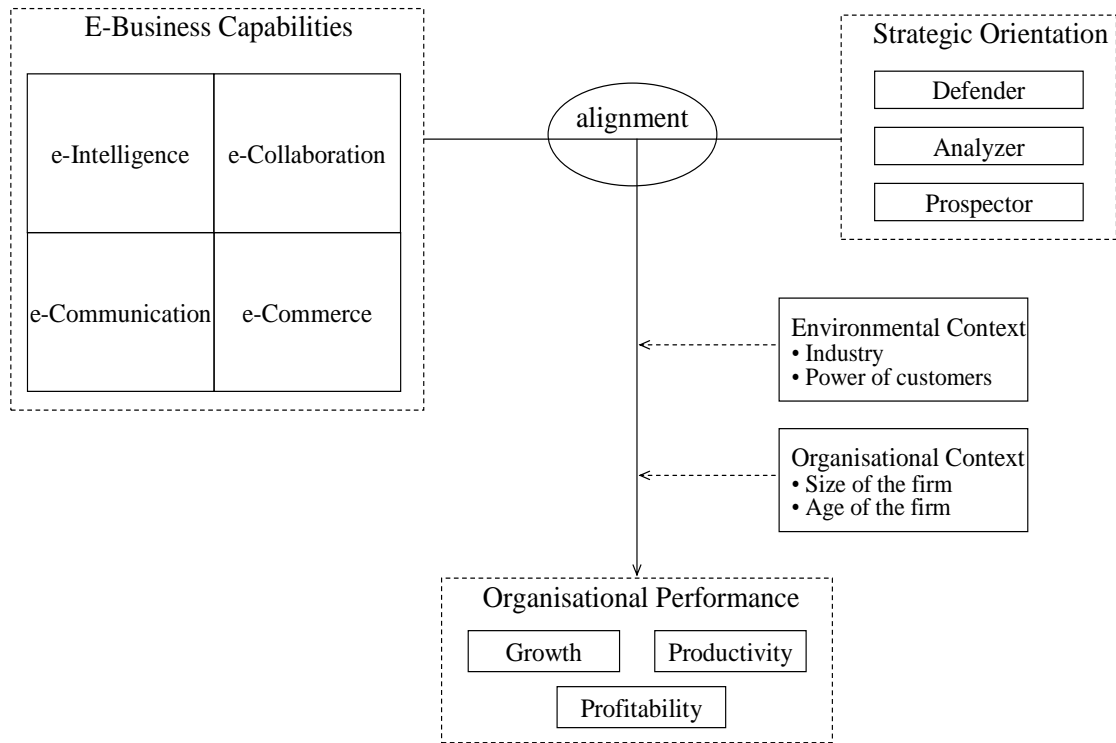 E-Business Capabilities
e-Intelligence
e-Collaboration
e-Communication
e-Commerce
alignment
Strategic Orientation
Defender
Analyzer
Prospector
Environmental Context
• Industry
• Power of customers
Organisational Context
• Size of the firm
• Age of the firm
Organisational Performance
Growth
Productivity
Profitability